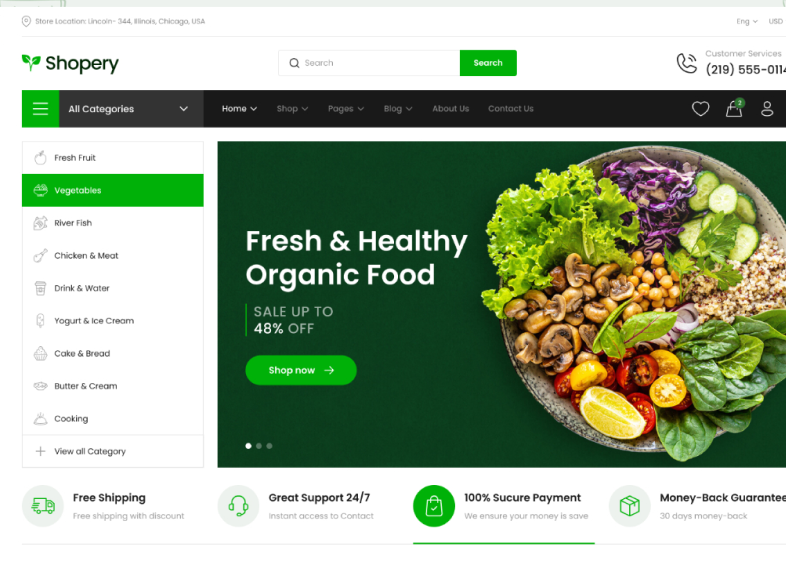 Store Location: Lincoln- 344, Illinois, Chicago, USA
Eng
USD
Shopery
Search
Search
Customer Services
(219) 555-0114
All Categories
Home
Shop
Pages
Blog
About Us
Contact Us
2
Fresh Fruit
Vegetables
River Fish
Chicken & Meat
Drink & Water
Yogurt & Ice Cream
Cake & Bread
Butter & Cream
Cooking
View all Category
Fresh & Healthy
Organic Food
SALE UP TO
48% OFF
Shop now
Free Shipping
Free shipping with discount
Great Support 24/7
Instant access to Contact
100% Sucure Payment
We ensure your money is save
Money-Back Guarantee
30 days money-back